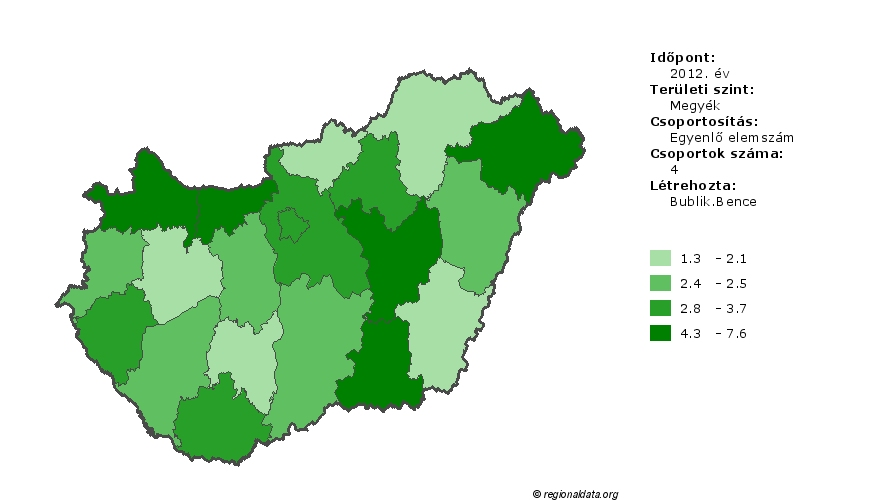 Időpont:
2012. év
Területi szint:
Megyék
Csoportosítás:
Egyenlő elemszám
Csoportok száma:
4
Létrehozta:
Bublik.Bence
1.3 - 2.1
2.4 - 2.5
2.8 - 3.7
4.3 - 7.6
© regionaldata.org